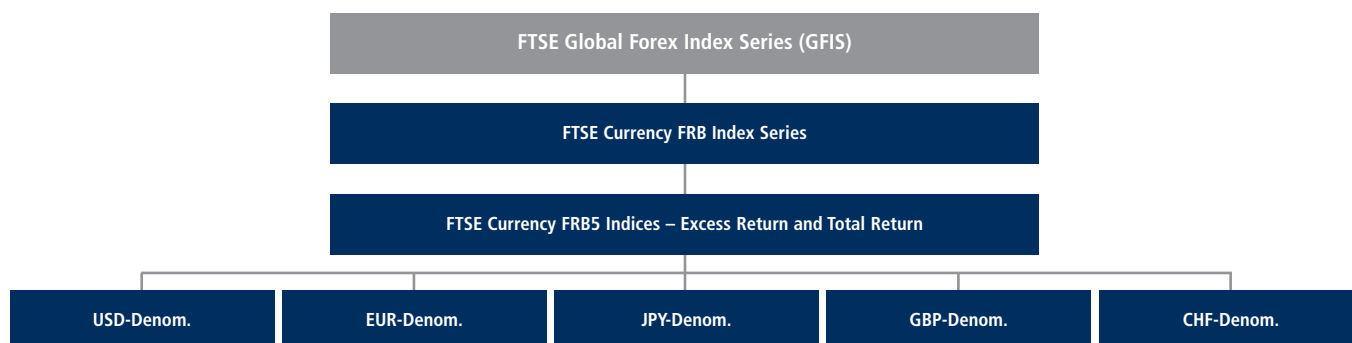 FTSE Global Forex Index Series (GFIS)
FTSE Currency FRB Index Series
FTSE Currency FRB5 Indices – Excess Return and Total Return
USD-Denom.
EUR-Denom.
JPY-Denom.
GBP-Denom.
CHF-Denom.